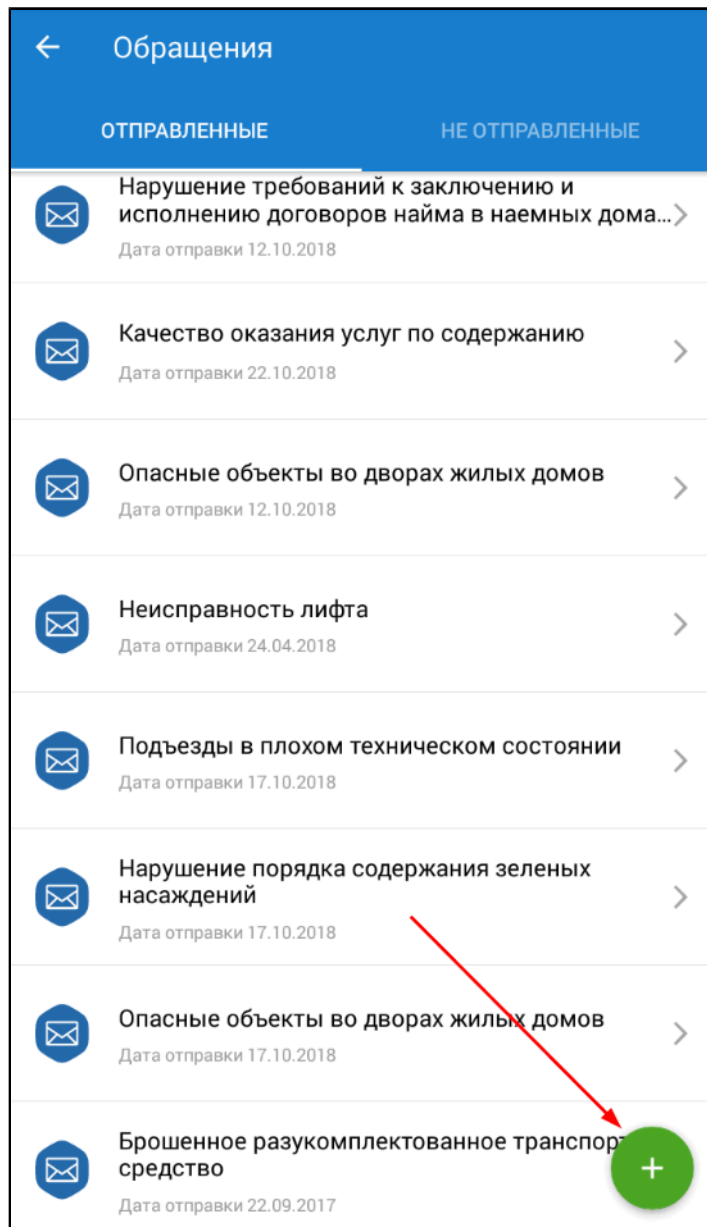 Обращения
ОТПРАВЛЕННЫЕ
НЕ ОТПРАВЛЕННЫЕ
Нарушение требований к заключению и
исполнению договоров найма в наемных дома...
Дата отправки 12.10.2018
Качество оказания услуг по содержанию
Дата отправки 22.10.2018
Опасные объекты во дворах жилых домов
Дата отправки 12.10.2018
Неисправность лифта
Дата отправки 24.04.2018
Подъезды в плохом техническом состоянии
Дата отправки 17.10.2018
Нарушение порядка содержания зеленых
насаждений
Дата отправки 17.10.2018
Опасные объекты во дворах жилых домов
Дата отправки 17.10.2018
Брошенное разукомплектованное
средство
Дата отправки 22.09.2017